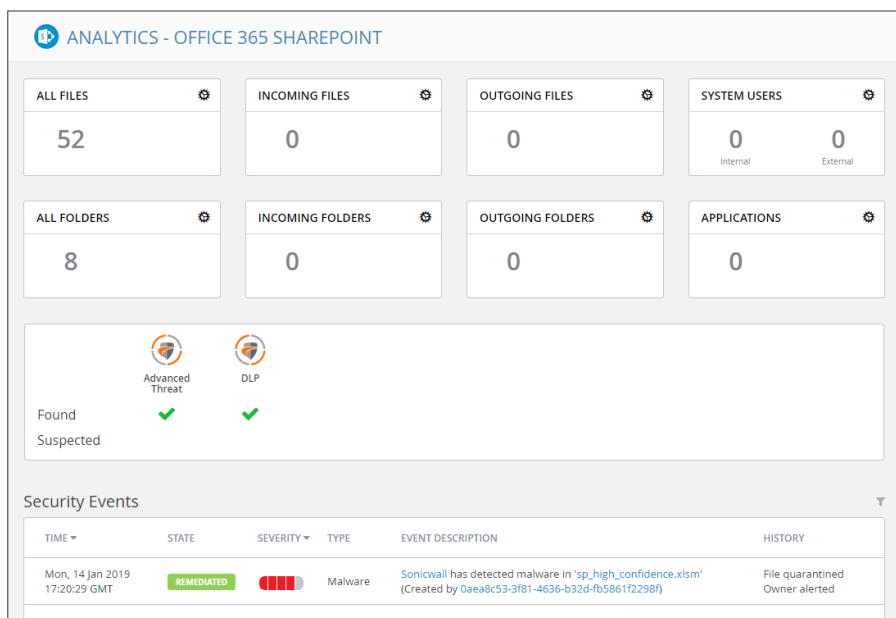 ANALYTICS - OFFICE 365 SHAREPOINT
ALL FILES
52
INCOMING FILES
0
OUTGOING FILES
0
SYSTEM USERS
0
Internal
0
External
ALL FOLDERS
8
INCOMING FOLDERS
0
OUTGOING FOLDERS
0
APPLICATIONS
0
Advanced
Threat
DLP
Found
Suspected
Security Events
TIME STATE SEVERITY TYPE EVENT DESCRIPTION HISTORY
Mon, 14 Jan 2019
17:20:29 GMT
REMEDIATED
Malware
Sonicwall has detected malware in 'sp_high_confidence.xlsm'
(Created by 0aea8c53-3f81-4636-b32d-fb5861f2298f)
File quarantined
Owner alerted